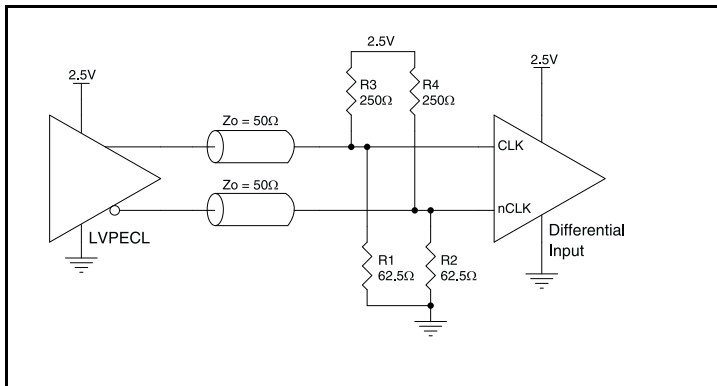 2.5V
2.5V
2.5V
R3
250Ω
R4
250Ω
Zo = 50Ω
CLK
Zo = 50Ω
nCLK
LVPECL
Differential
Input
R1
62.5Ω
R2
62.5Ω